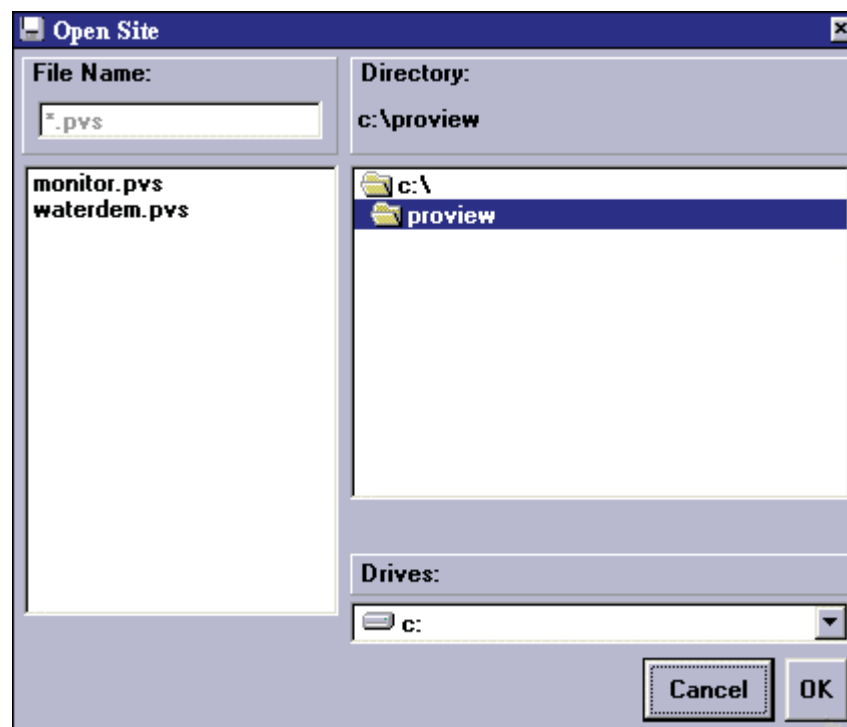 Open Site
File Name:
*.pvs
monitor.pvs
waterdem.pvs
Directory:
c:\proview
c:\
proview
Drives:
c:
Cancel
OK